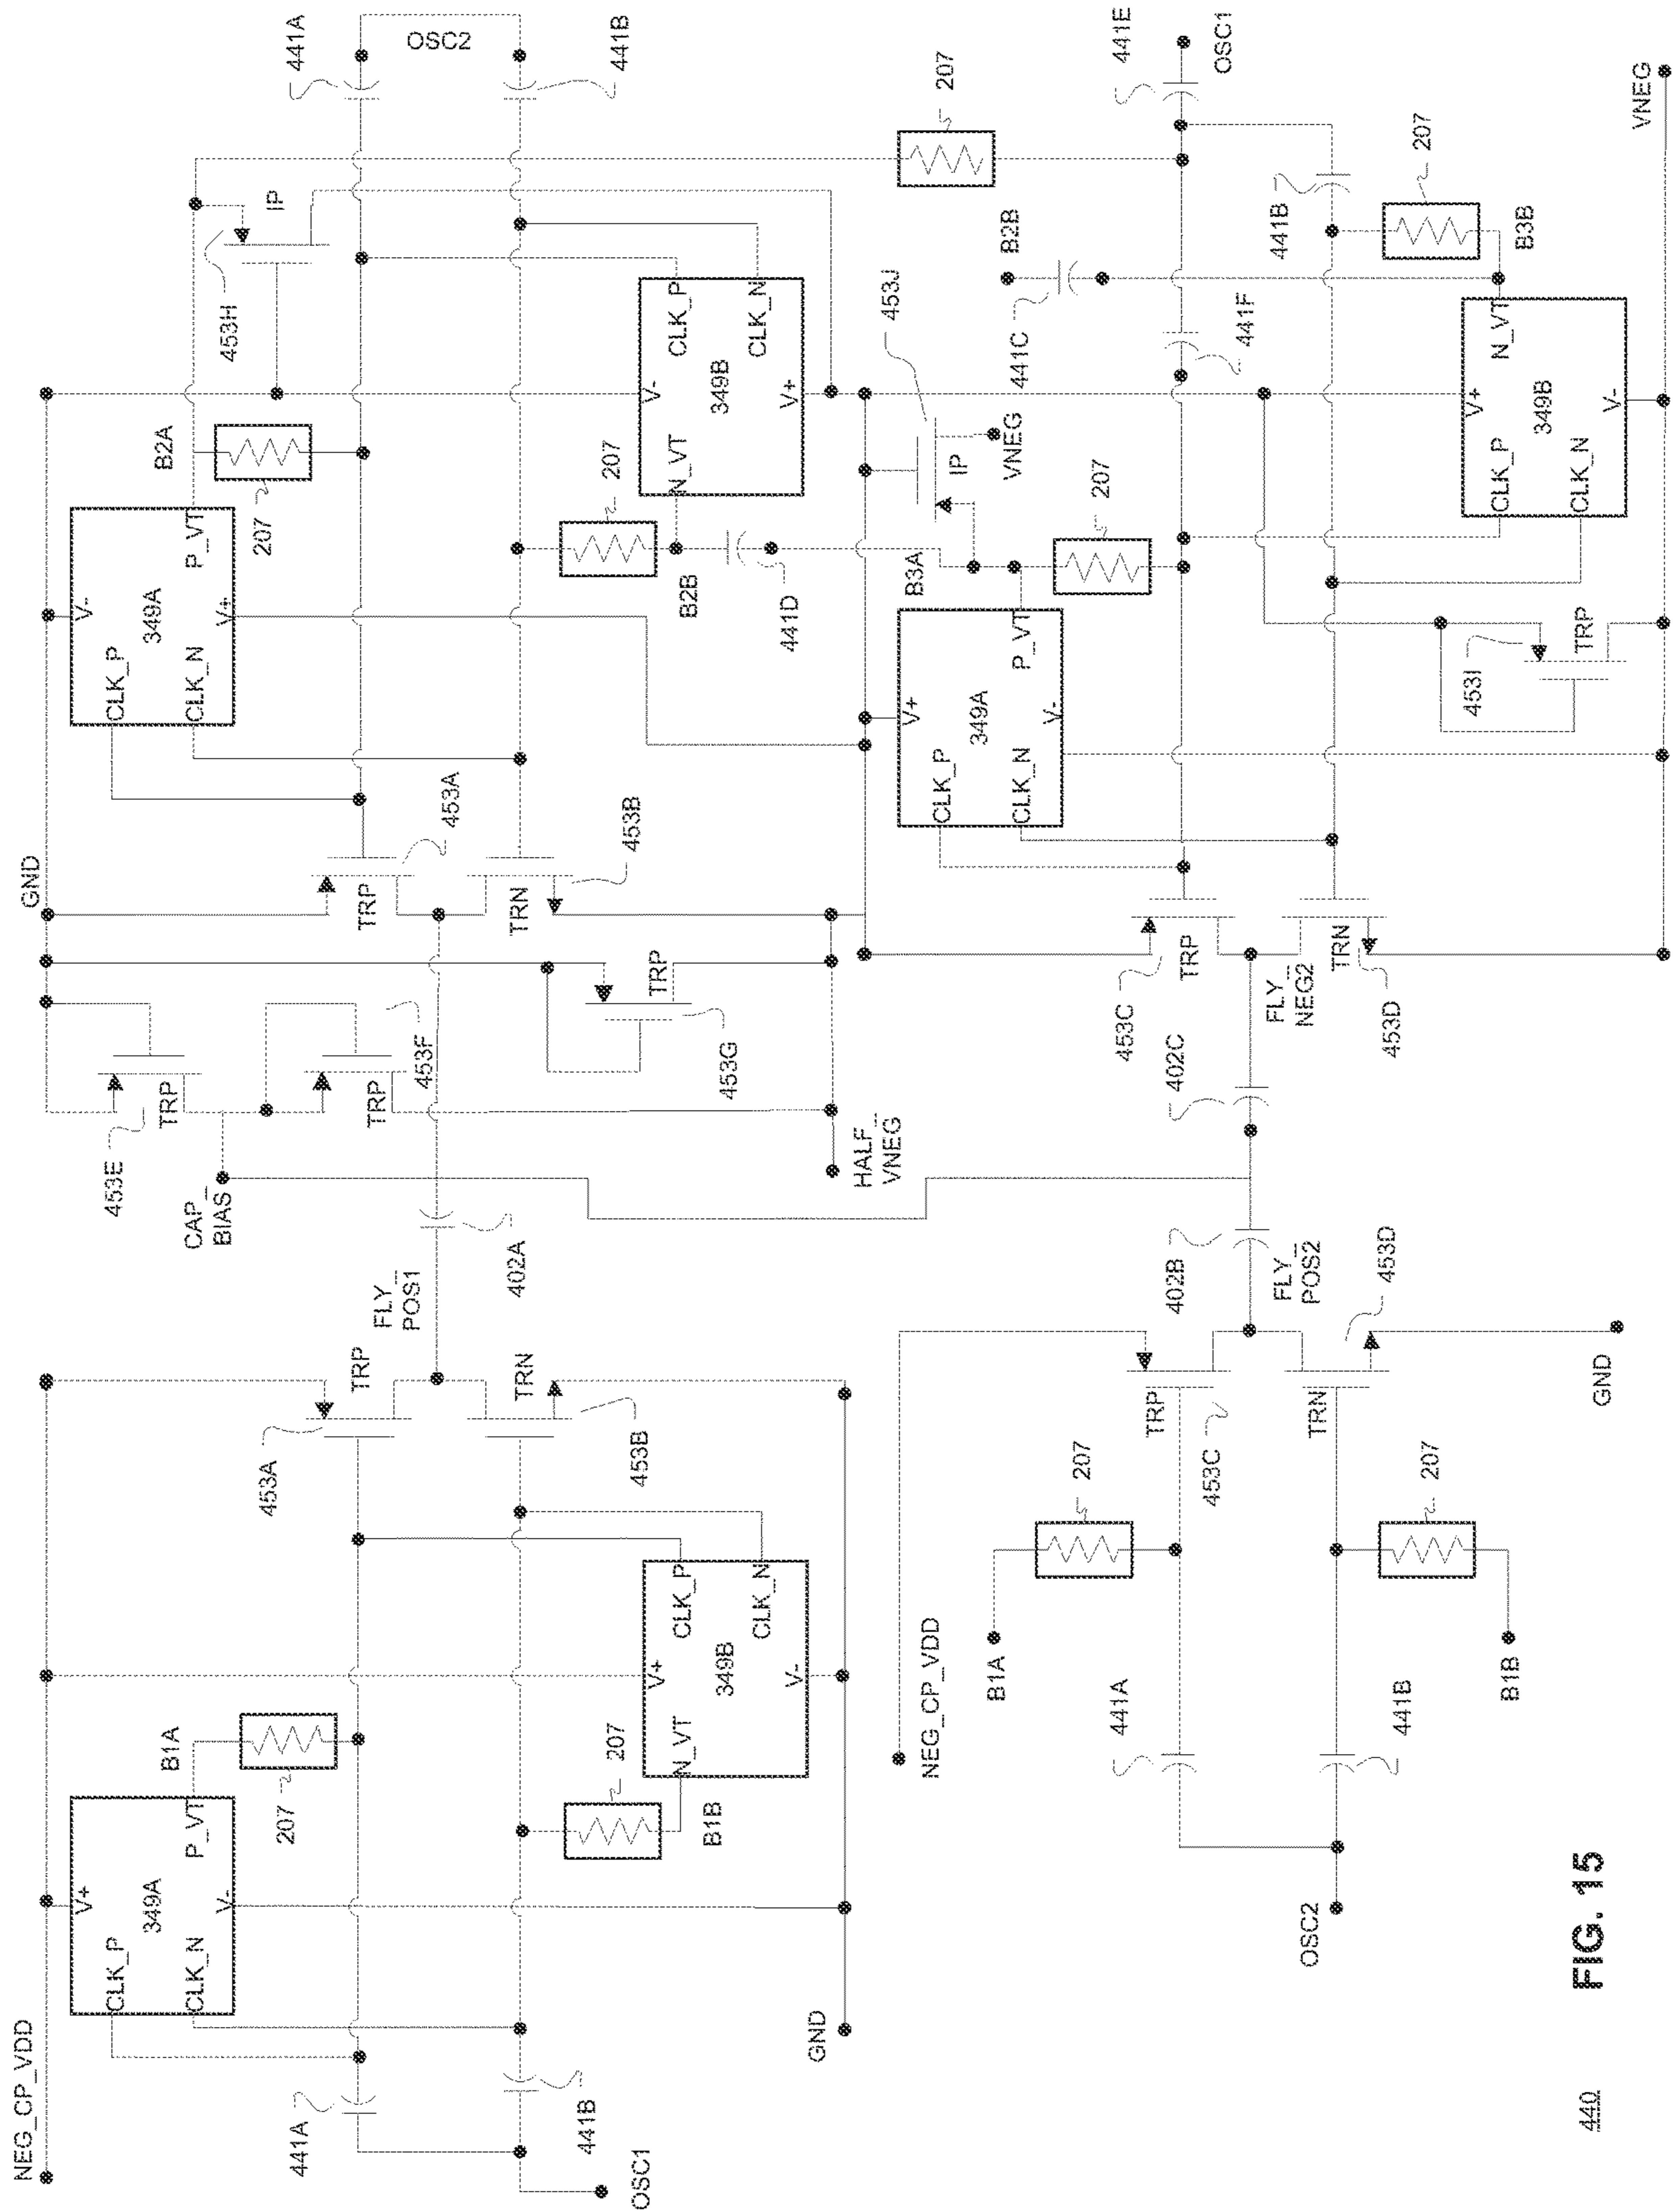 NEG_CP_VDD
441A
441B
OSC1
CLK_P
CLK_N
V+
V-
349A
P_VT
B1A
207
207
B1B
N_VT
V+
V-
349B
CLK_P
CLK_N
GND
453A
TRP
TRN
453B
FLY_
POS1
402A
CAP_
BIAS
453E
TRP
TRP
453F
TRP
453G
HALF_
VNEG
GND
TRP
453A
TRN
453B
CLK_P
CLK_N
V-
V+
349A
P_VT
B2A
207
207
B2B
441D
N_VT
V-
V+
349B
CLK_P
CLK_N
453H
IP
441A
OSC2
441B
207
NEG_CP_VDD
OSC2
441A
441B
B1A
B1B
207
207
TRP
453C
TRN
453D
GND
FLY_
POS2
402B
402C
FLY_
NEG2
453C
TRP
TRN
453D
CLK_P
CLK_N
V+
V-
349A
P_VT
B3A
207
IP
VNEG
453J
453I
TRP
CLK_P
CLK_N
V+
V-
349B
N_VT
441C
B2B
441F
441B
207
B3B
441E
OSC1
VNEG
440
FIG. 15